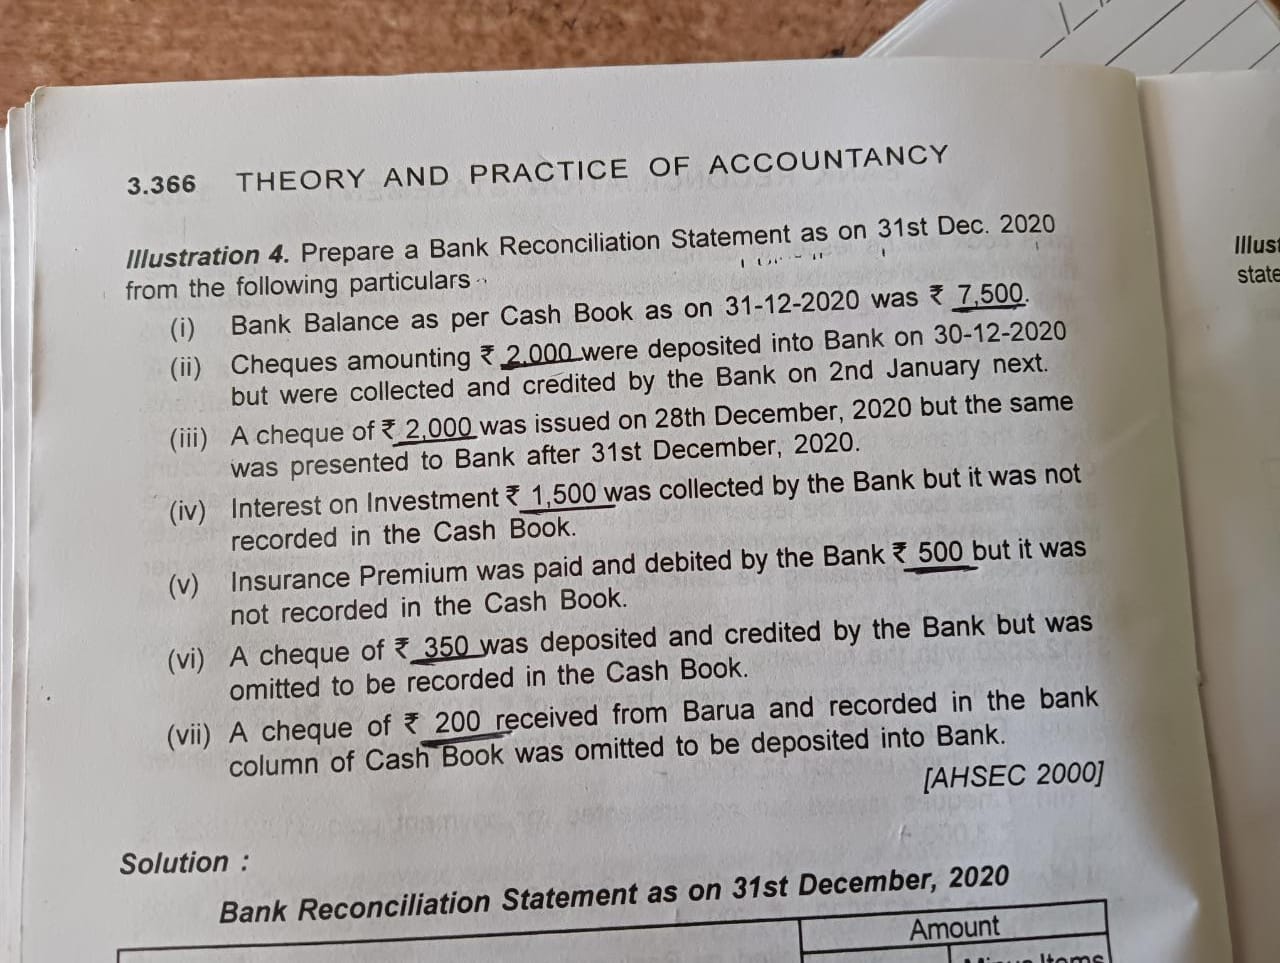 3.366 THEORY AND PRACTICE OF ACCOUNTANCY
Illustration 4. Prepare a Bank Reconciliation Statement as on 31st Dec. 2020
from the following particulars
(i) Bank Balance as per Cash Book as on 31-12-2020 was ₹ 7,500.
(ii) Cheques amounting ₹ 2,000 were deposited into Bank on 30-12-2020
but were collected and credited by the Bank on 2nd January next.
(iii) A cheque of ₹ 2,000 was issued on 28th December, 2020 but the same
was presented to Bank after 31st December, 2020.
(iv) Interest on Investment ₹ 1,500 was collected by the Bank but it was not
recorded in the Cash Book.
(v) Insurance Premium was paid and debited by the Bank ₹ 500 but it was
not recorded in the Cash Book.
(vi) A cheque of ₹ 350 was deposited and credited by the Bank but was
omitted to be recorded in the Cash Book.
(vii) A cheque of ₹ 200 received from Barua and recorded in the bank
column of Cash Book was omitted to be deposited into Bank.
[AHSEC 2000]
Solution :
Bank Reconciliation Statement as on 31st December, 2020
Amount
Items
Illust
state